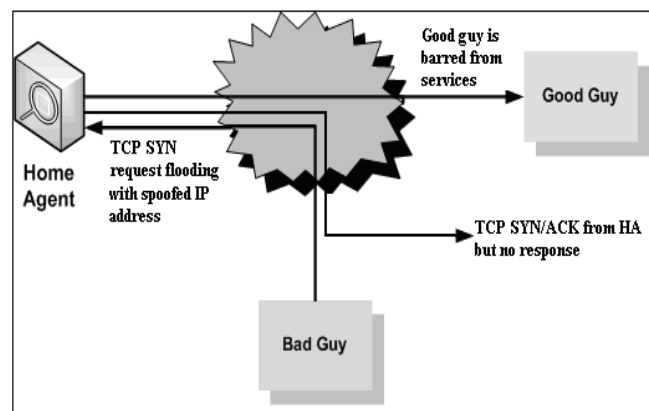 Good guy is
barred from
services
Good Guy
Home
Agent
TCP SYN
request flooding
with spoofed IP
address
TCP SYN/ACK from HA
but no response
Bad Guy